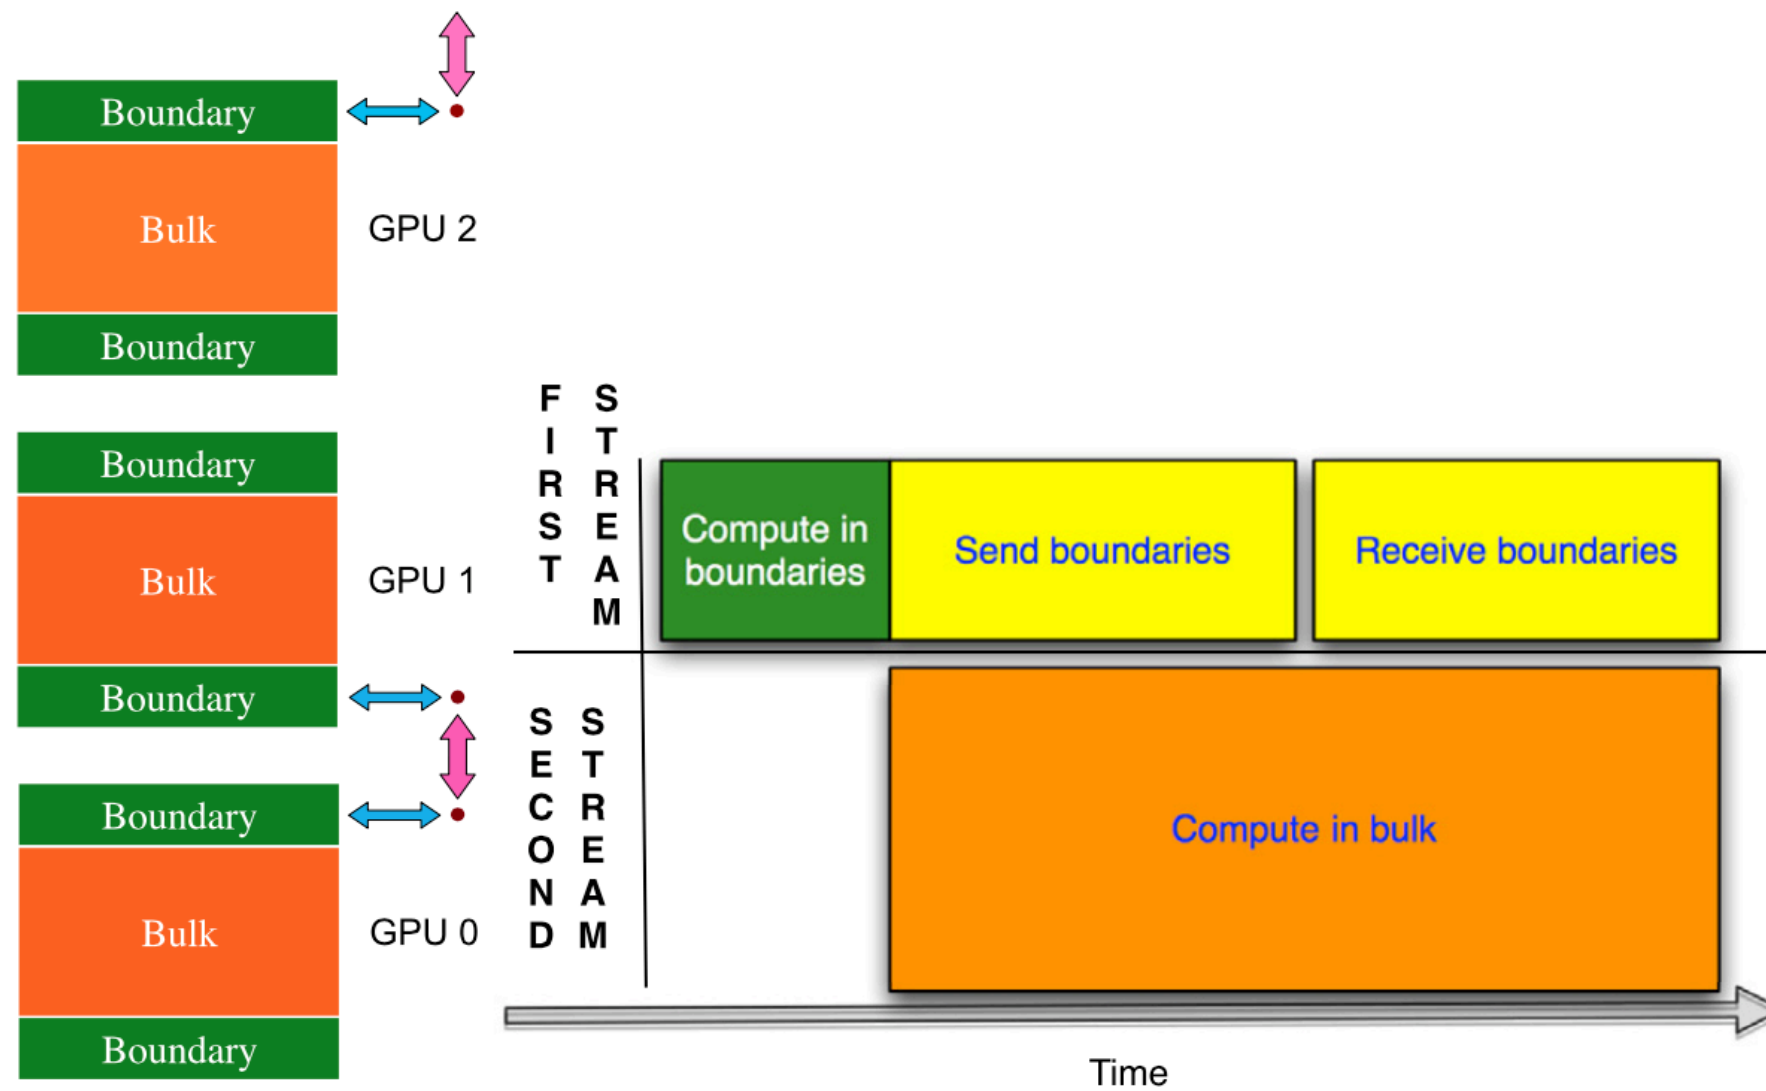 Boundary
Bulk
GPU 2
Boundary
Boundary
Bulk
GPU 1
Boundary
Boundary
Bulk
GPU 0
Boundary
FIRST
STREAM
Compute in
boundaries
Send boundaries
Receive boundaries
SECOND
STREAM
Compute in bulk
Time